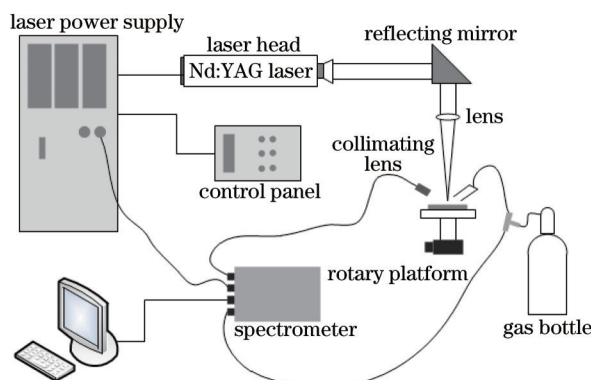 laser power supply
laser head
Nd:YAG laser
reflecting mirror
lens
collimating
lens
control panel
rotary platform
spectrometer
gas bottle